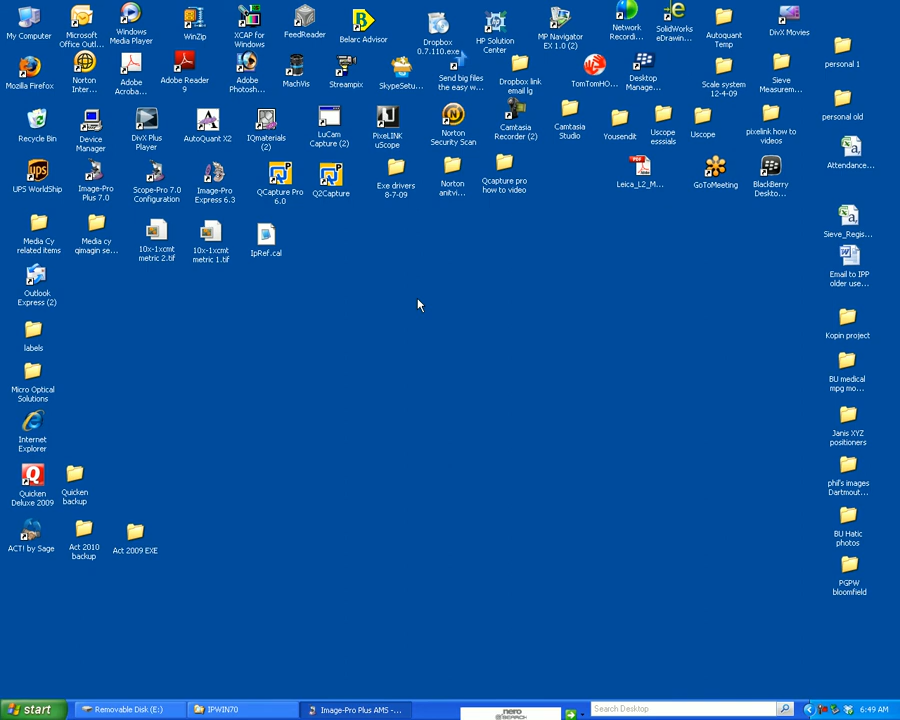 My Computer
Microsoft
Office Outl...
Windows
Media Player
WinZip
XCAP for
Windows
FeedReader
Belarc Advisor
Dropbox
0.7.110.exe
HP Solution
Center
MP Navigator
EX 1.0 (2)
Network
Recordi...
SolidWorks
eDrawin...
Autoquant
Temp
DivX Movies
personal 1
Mozilla Firefox
Norton
Inter...
Adobe
Acroba...
Adobe Reader
9
Adobe
Photosh...
MachVis
Streampix
SkypeSetu...
Send big files
the easy w...
Dropbox link
email lg
TomTomHO...
Desktop
Manage...
Scale system
12-4-09
Sieve
Measurem...
personal old
Recycle Bin
Device
Manager
DivX Plus
Player
AutoQuant X2
IQmaterials
(2)
LuCam
Capture (2)
PixeLINK
uScope
Norton
Security Scan
Camtasia
Recorder (2)
Camtasia
Studio
Yousendit
Uscope
esssials
Uscope
pixelink how to
videos
Attendance...
UPS WorldShip
Image-Pro
Plus 7.0
Scope-Pro 7.0
Configuration
Image-Pro
Express 6.3
QCapture Pro
6.0
Q2Capture
Exe drivers
8-7-09
Norton
anitvi...
Qcapture pro
how to video
Leica_L2_M...
GoToMeeting
BlackBerry
Deskto...
Media Cy
related items
Media cy
qimagin se...
10x-1xcmt
metric 2.tif
10x-1xcmt
metric 1.tif
IpRef.cal
Sieve_Regis...
Outlook
Express (2)
Email to IPP
older use...
labels
Kopin project
Micro Optical
Solutions
BU medical
mpg mo...
Internet
Explorer
Janis XYZ
positioners
Quicken
Deluxe 2009
Quicken
backup
phil's images
Dartmout...
ACT! by Sage
Act 2010
backup
Act 2009 EXE
BU Hatic
photos
PGPW
bloomfield
start
Removable Disk (E:)
IPWIN70
Image-Pro Plus AMS -...
nero
SEARCH
Search Desktop
6:49 AM